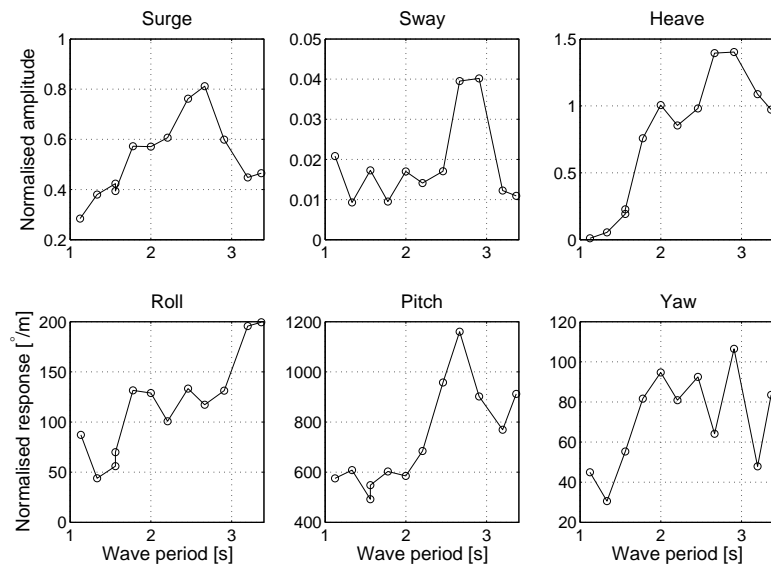 Surge
Sway
Heave
Normalised amplitude
1
0.8
0.6
0.4
0.2
1 2 3
0.05
0.04
0.03
0.02
0.01
0
1 2 3
1.5
1
0.5
0
1 2 3
Roll
Pitch
Yaw
Normalised response [°/m]
200
150
100
50
0
1 2 3
Wave period [s]
1200
1000
800
600
400
1 2 3
Wave period [s]
120
100
80
60
40
20
1 2 3
Wave period [s]